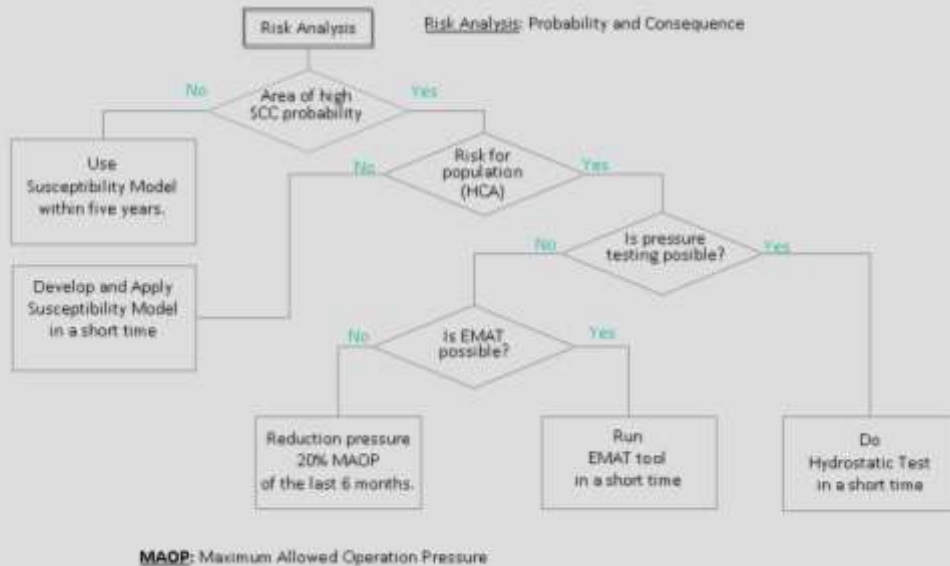 Risk Analysis
Risk Analysis: Probability and Consequence
No
Area of high
SCC probability
Yes
Use
Susceptibility Model
within five years.
No
Risk for
population
(HCA)
Yes
Develop and Apply
Susceptibility Model
in a short time
No
Is pressure
testing posible?
Yes
No
Is EMAT
possible?
Yes
Reduction pressure
20% MAOP
of the last 6 months.
Run
EMAT tool
in a short time
Do
Hydrostatic Test
in a short time
MAOP: Maximum Allowed Operation Pressure